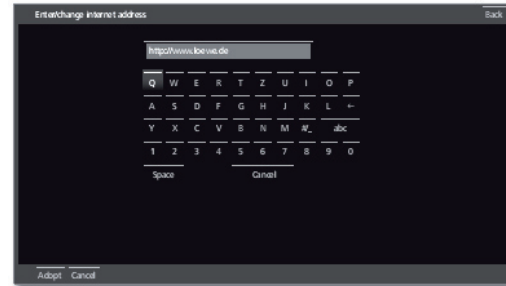 Enter/change internet address Back
http://www.loewe.de
Q W E R T Z U I O P
A S D F G H J K L ←
Y X C V B N M #/_ abc
1 2 3 4 5 6 7 8 9 0
Space Cancel
Adopt Cancel